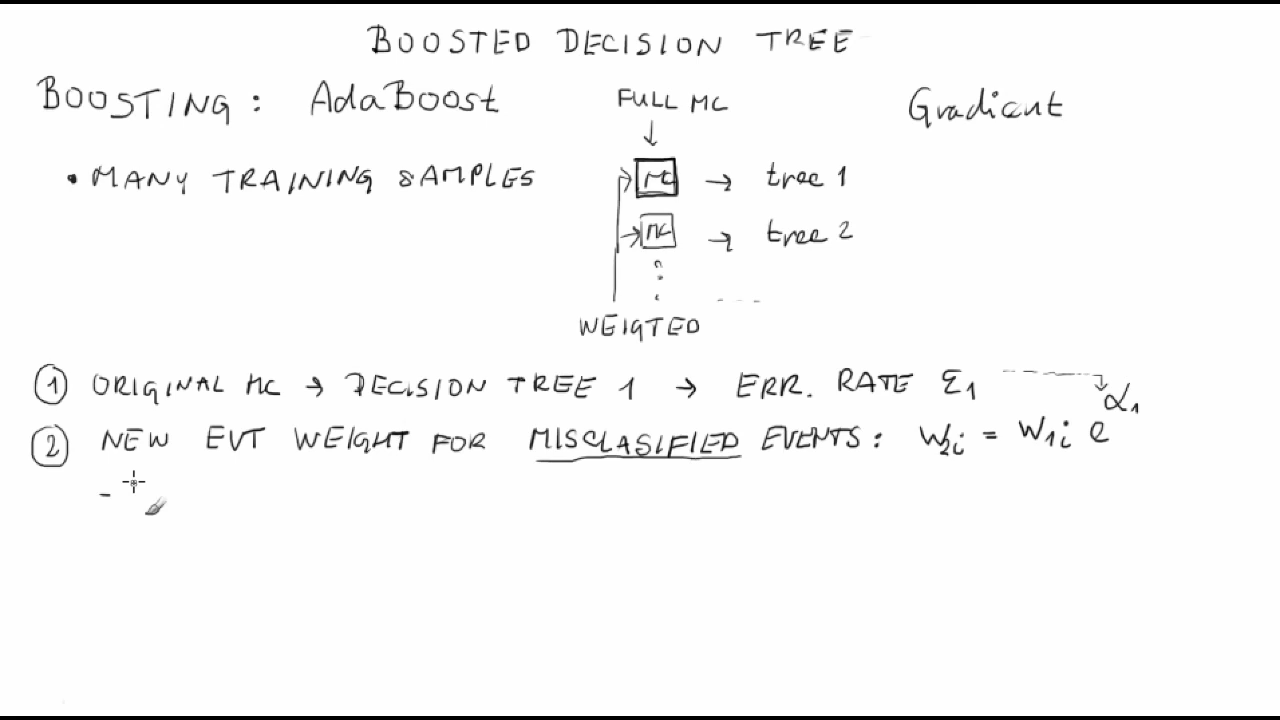 BOOSTED DECISION TREE
BOOSTING: AdaBoost FULL MC Gradient
• MANY TRAINING SAMPLES MC → tree 1
MC → tree 2
WEIGTED
① ORIGINAL MC → DECISION TREE 1 → ERR. RATE Ɛ1
② NEW EVT WEIGHT FOR MISCLASIFIED EVENTS: W2i = W1i e^α1
-